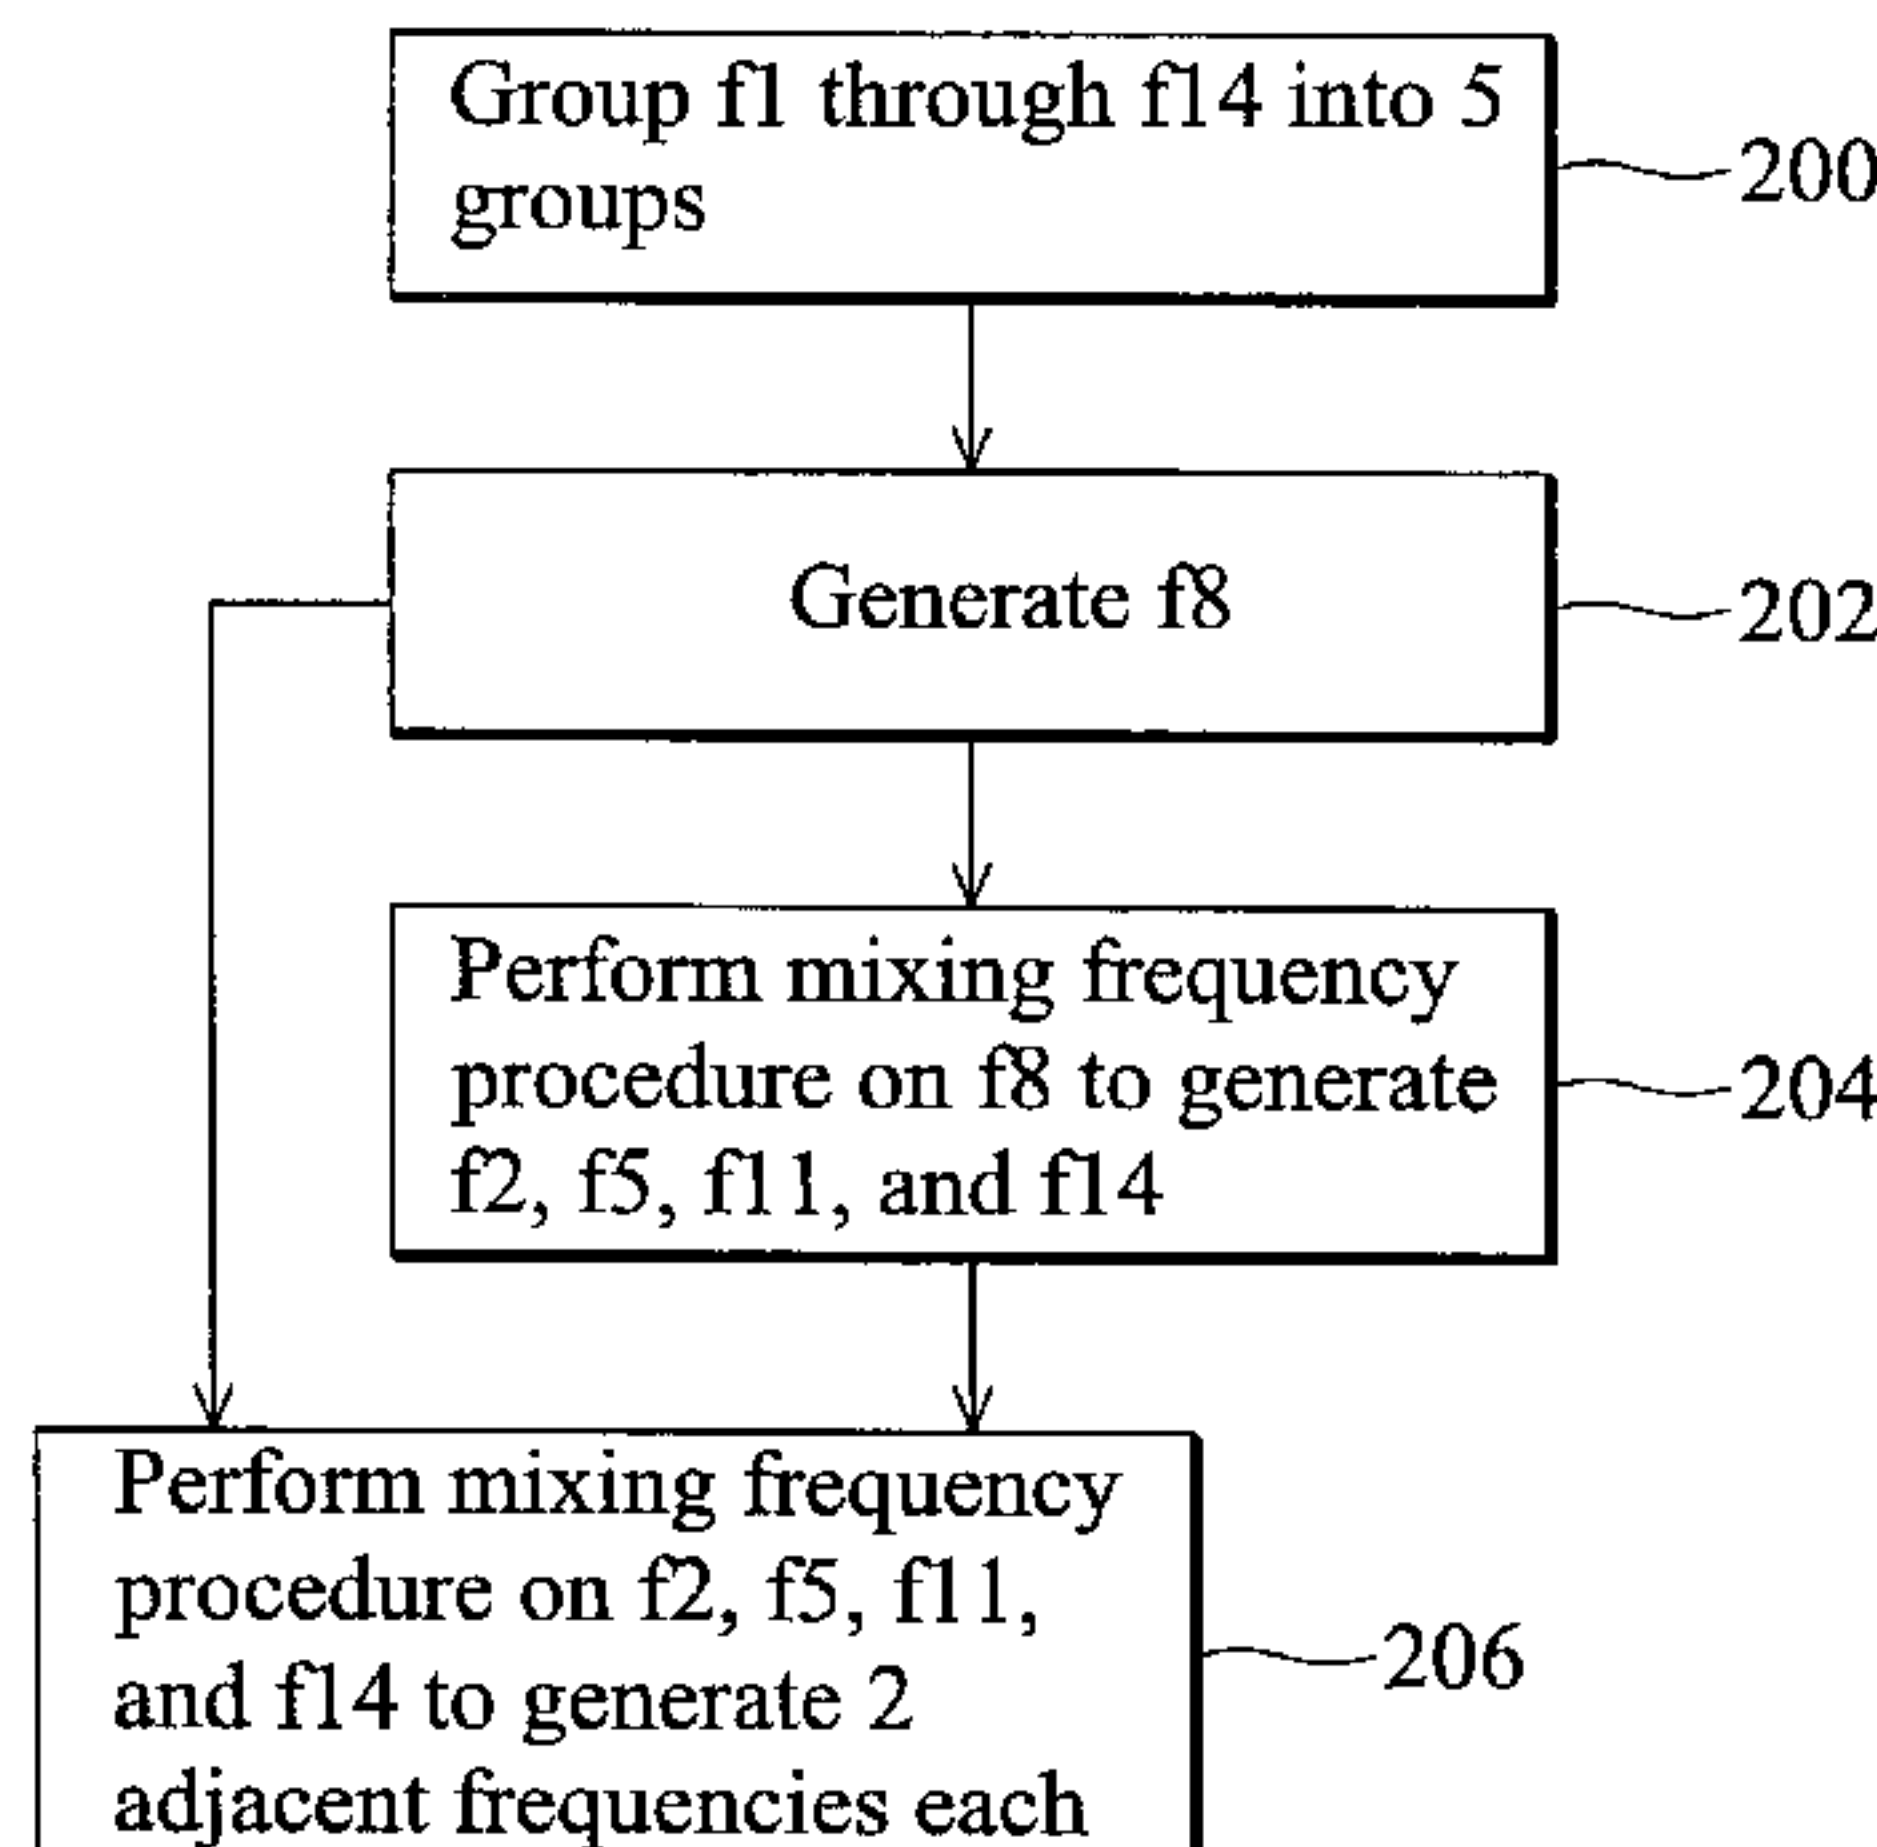 Group f1 through f14 into 5
groups
200
Generate f8
202
Perform mixing frequency
procedure on f8 to generate
f2, f5, f11, and f14
204
Perform mixing frequency
procedure on f2, f5, f11,
and f14 to generate 2
adjacent frequencies each
206